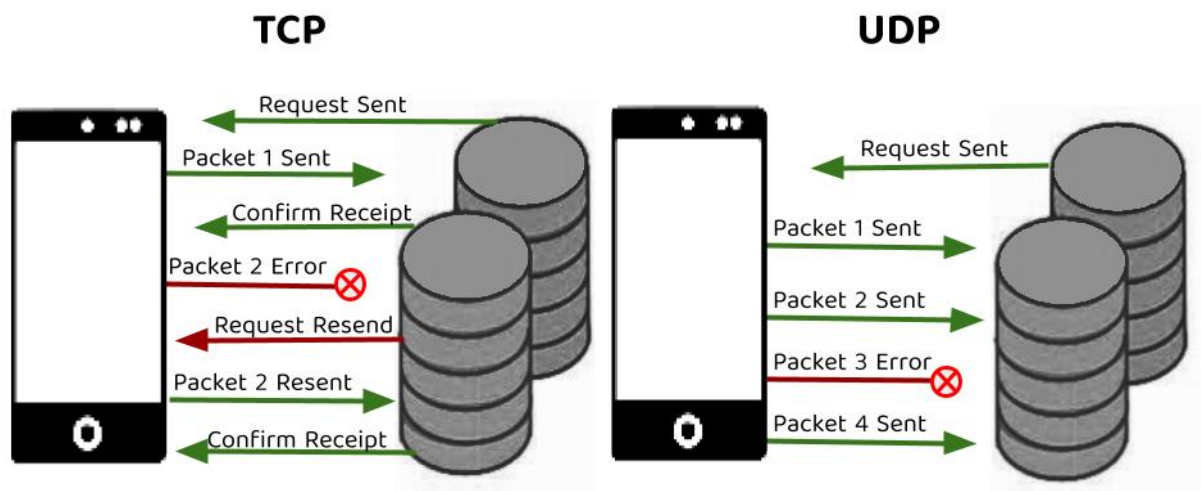 TCP
Request Sent
Packet 1 Sent
Confirm Receipt
Packet 2 Error
Request Resend
Packet 2 Resent
Confirm Receipt
UDP
Request Sent
Packet 1 Sent
Packet 2 Sent
Packet 3 Error
Packet 4 Sent